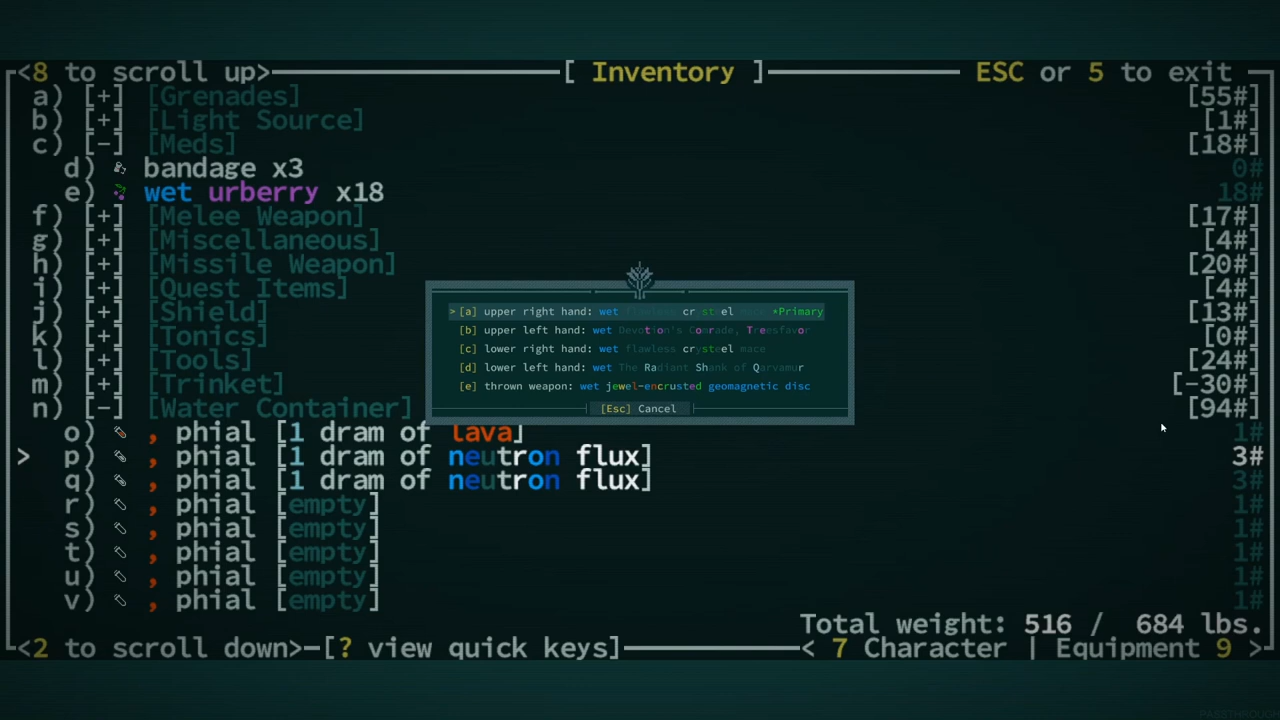 <8 to scroll up> [ Inventory ] ESC or 5 to exit
a) [+] [Grenades] [55#]
b) [+] [Light Source] [1#]
c) [-] [Meds] [18#]
d) bandage x3 0#
e) wet urberry x18 18#
f) [+] [Melee Weapon] [17#]
g) [+] [Miscellaneous] [4#]
h) [+] [Missile Weapon] [20#]
i) [+] [Quest Items] [4#]
j) [+] [Shield] [13#]
k) [+] [Tonics] [0#]
l) [+] [Tools] [24#]
m) [+] [Trinket] [-30#]
n) [-] [Water Container] [94#]
o) , phial [1 dram of lava] 1#
> p) , phial [1 dram of neutron flux] 3#
q) , phial [1 dram of neutron flux] 3#
r) , phial [empty] 1#
s) , phial [empty] 1#
t) , phial [empty] 1#
u) , phial [empty] 1#
v) , phial [empty] 1#
> [a] upper right hand: wet flawless crysteel mace *Primary
[b] upper left hand: wet Devotion's Comrade, Treesfavor
[c] lower right hand: wet flawless crysteel mace
[d] lower left hand: wet The Radiant Shank of Qarvamur
[e] thrown weapon: wet jewel-encrusted geomagnetic disc
[Esc] Cancel
Total weight: 516 / 684 lbs.
<2 to scroll down> [? view quick keys] < 7 Character | Equipment 9 >